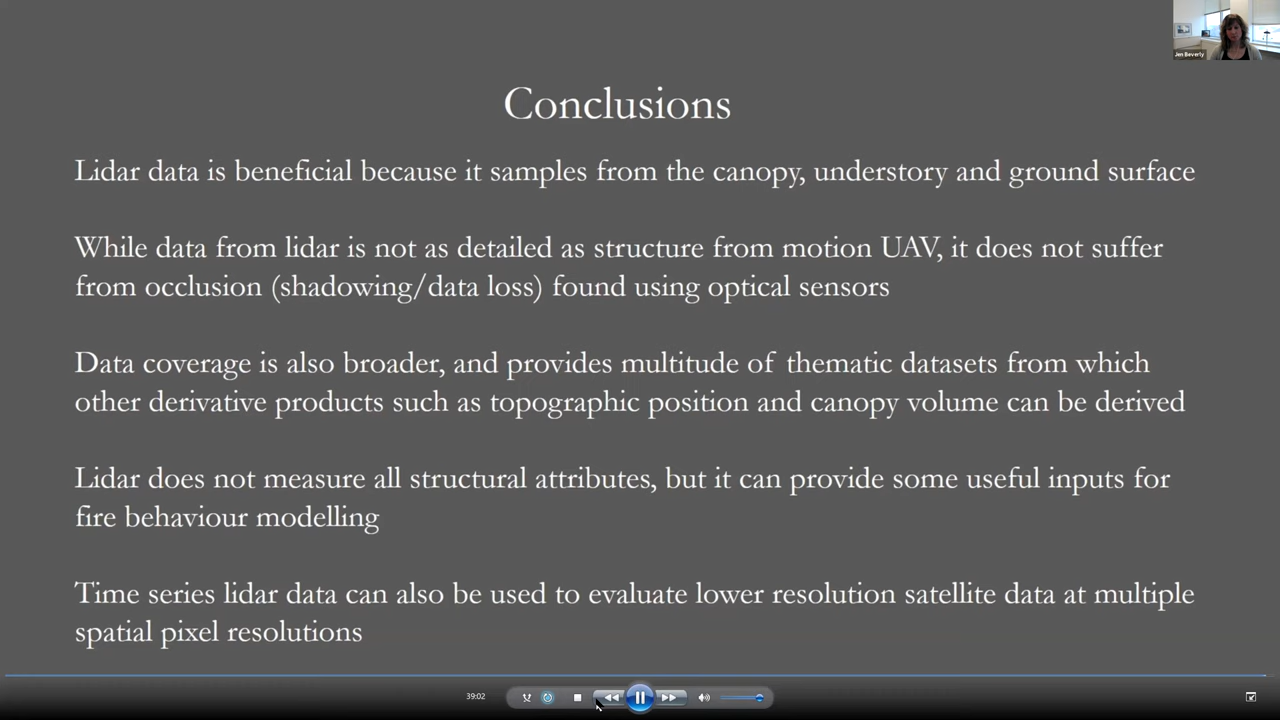 Jen Beverly
Conclusions
Lidar data is beneficial because it samples from the canopy, understory and ground surface
While data from lidar is not as detailed as structure from motion UAV, it does not suffer
from occlusion (shadowing/data loss) found using optical sensors
Data coverage is also broader, and provides multitude of thematic datasets from which
other derivative products such as topographic position and canopy volume can be derived
Lidar does not measure all structural attributes, but it can provide some useful inputs for
fire behaviour modelling
Time series lidar data can also be used to evaluate lower resolution satellite data at multiple
spatial pixel resolutions
39:02